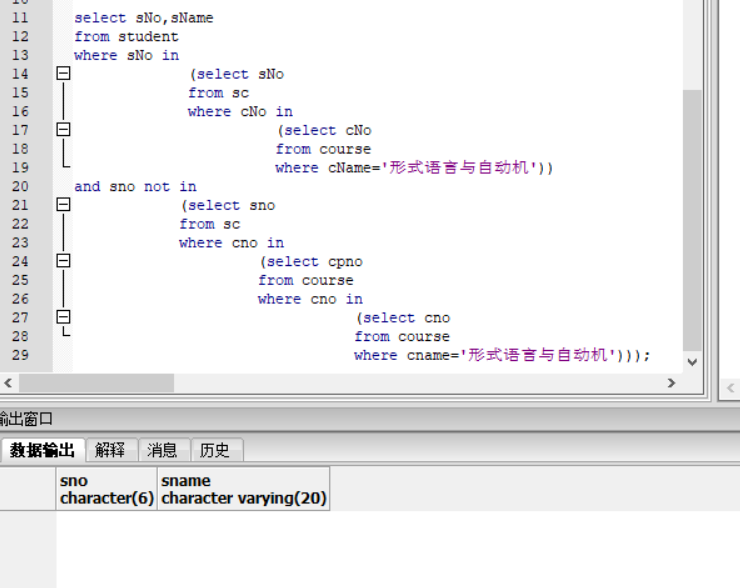 11 select sNo,sName
12 from student
13 where sNo in
14 (select sNo
15 from sc
16 where cNo in
17 (select cNo
18 from course
19 where cName='形式语言与自动机'))
20 and sno not in
21 (select sno
22 from sc
23 where cno in
24 (select cpno
25 from course
26 where cno in
27 (select cno
28 from course
29 where cname='形式语言与自动机')));
输出窗口
数据输出 解释 消息 历史
sno sname
character(6) character varying(20)